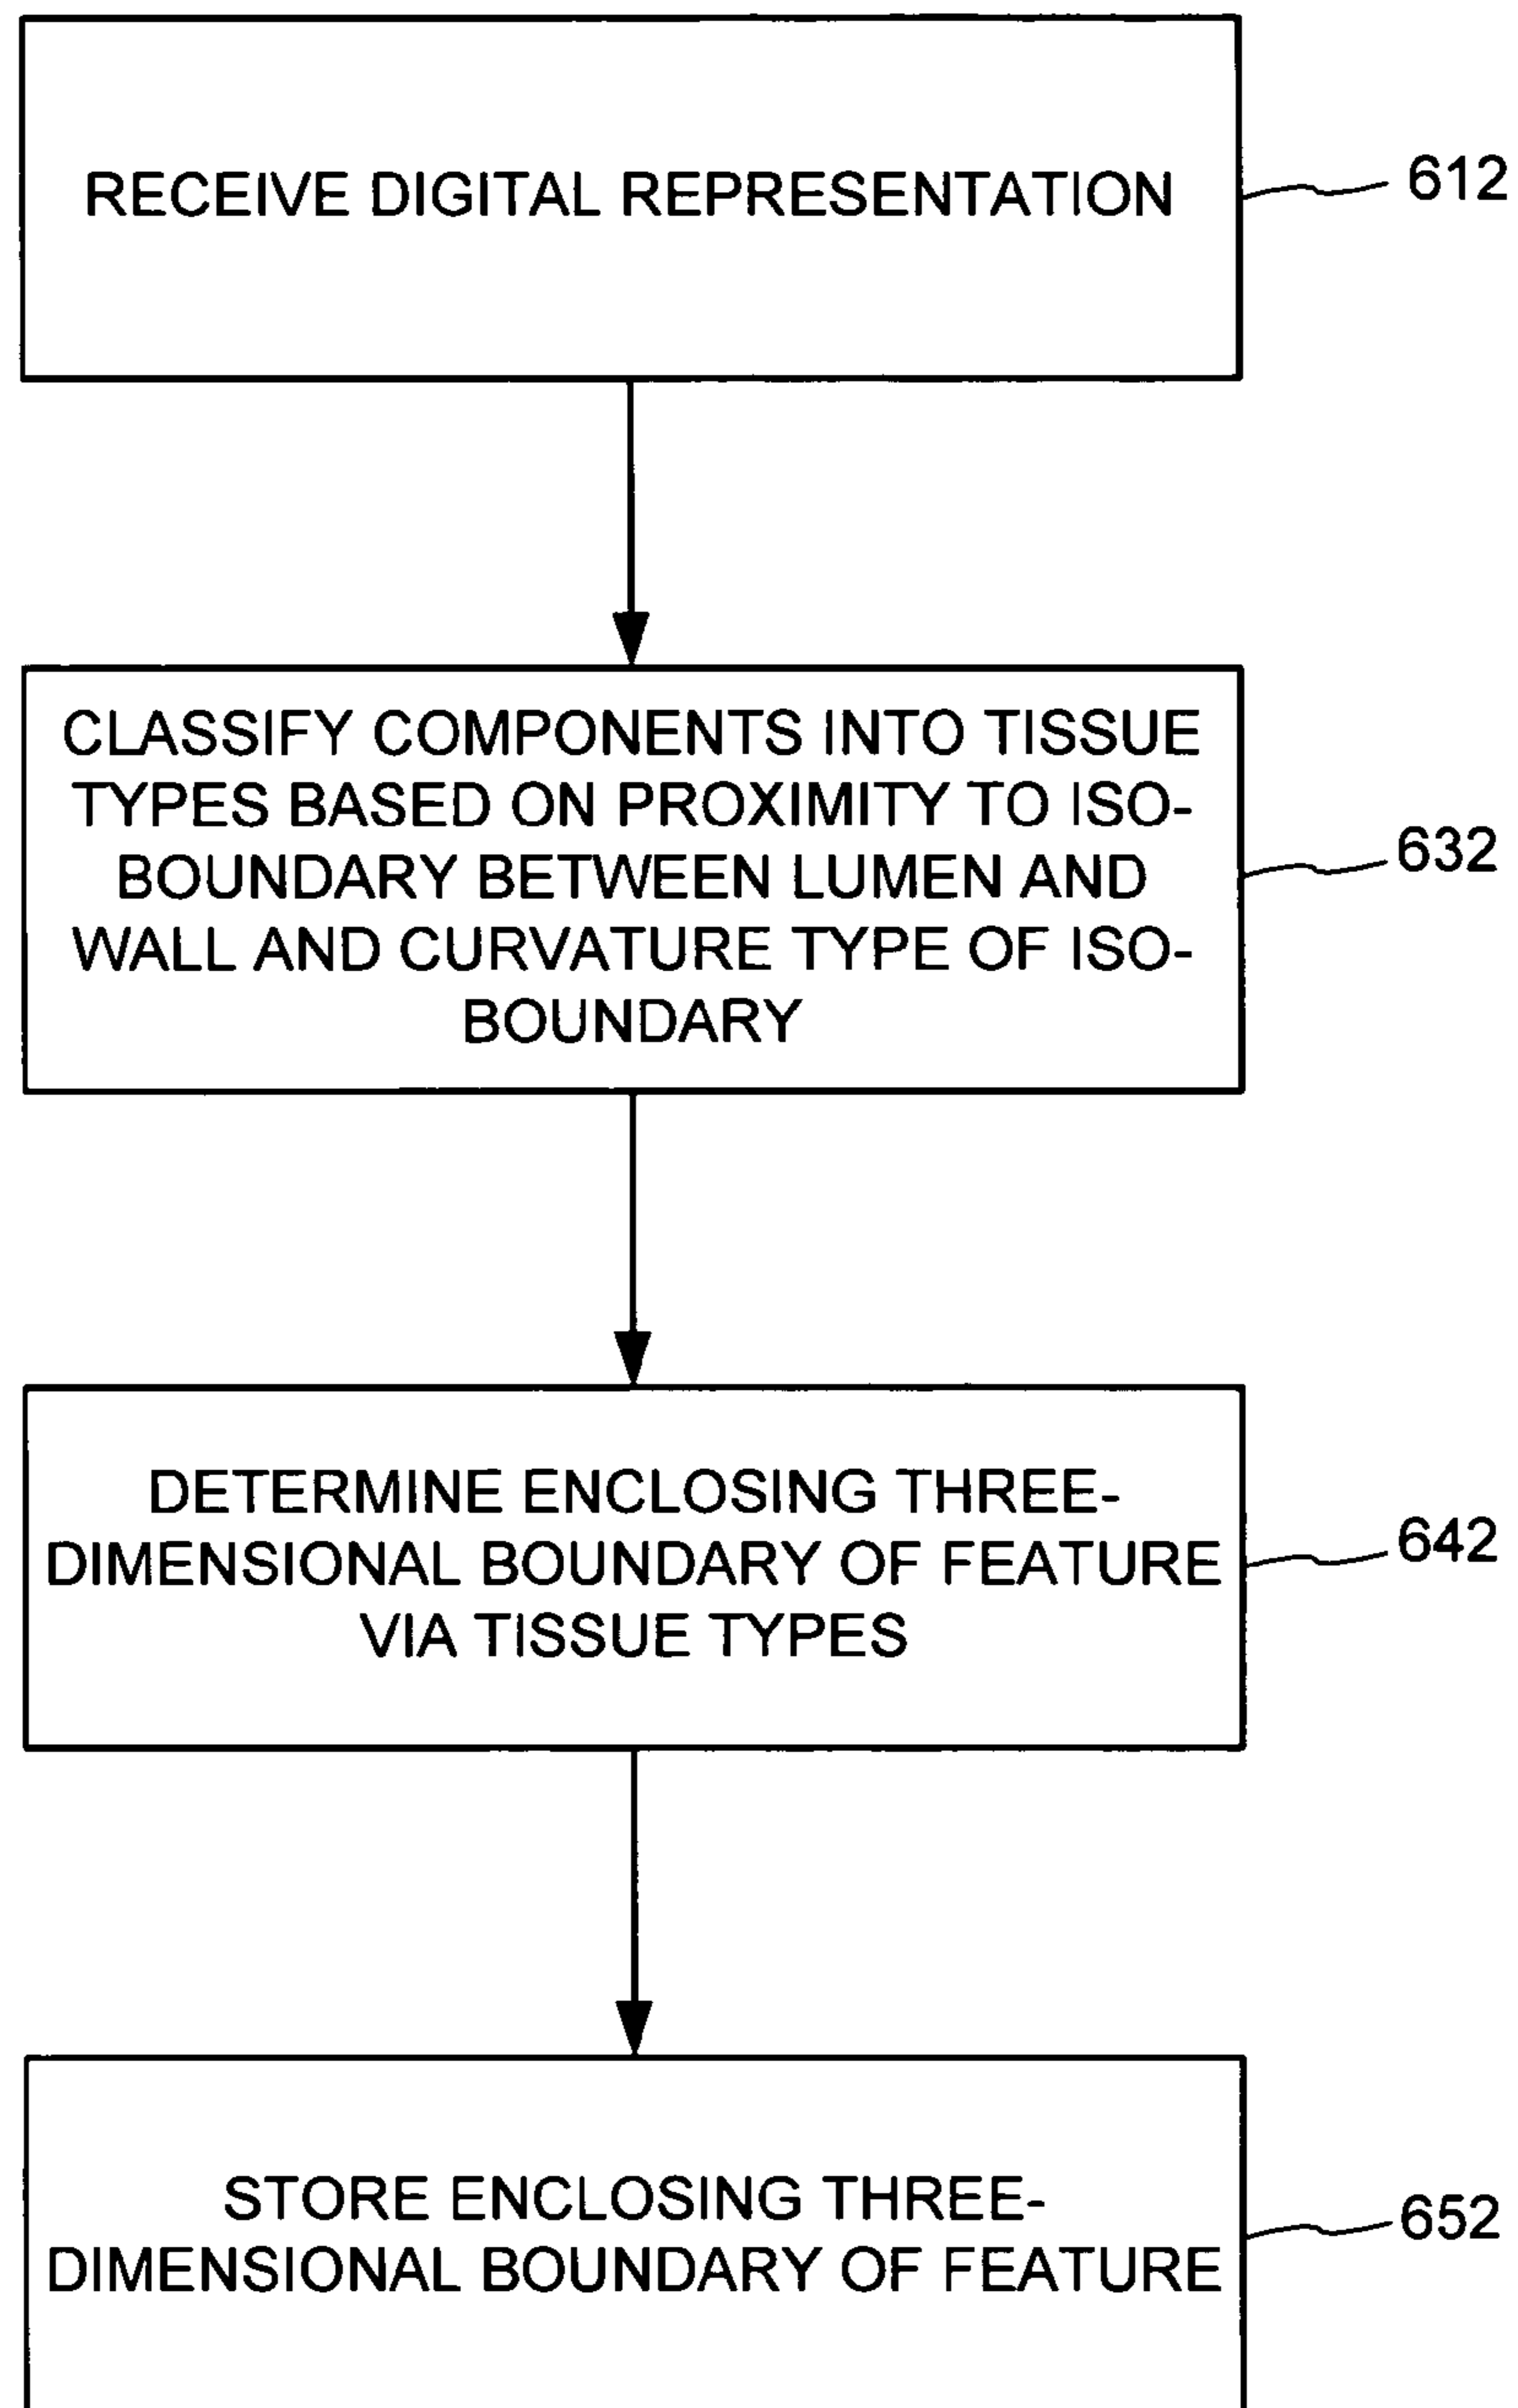 RECEIVE DIGITAL REPRESENTATION
612
CLASSIFY COMPONENTS INTO TISSUE
TYPES BASED ON PROXIMITY TO ISO-
BOUNDARY BETWEEN LUMEN AND
WALL AND CURVATURE TYPE OF ISO-
BOUNDARY
632
DETERMINE ENCLOSING THREE-
DIMENSIONAL BOUNDARY OF FEATURE
VIA TISSUE TYPES
642
STORE ENCLOSING THREE-
DIMENSIONAL BOUNDARY OF FEATURE
652